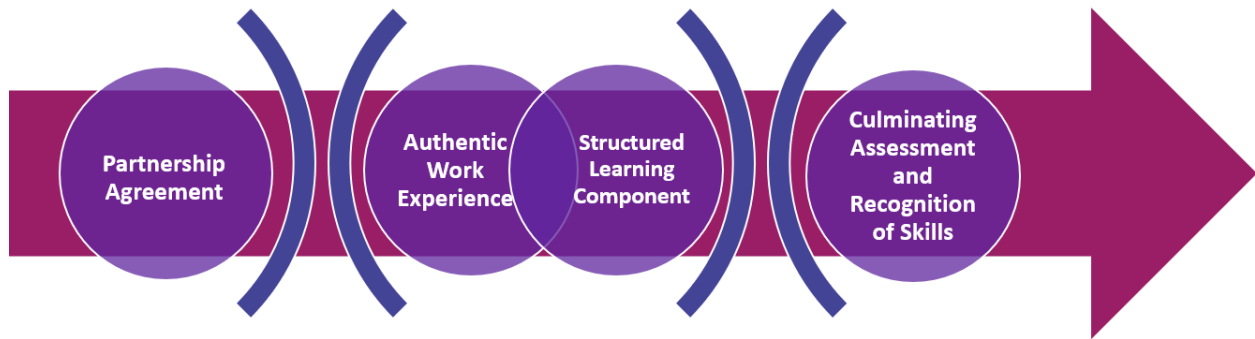 Partnership
Agreement
Authentic
Work
Experience
Structured
Learning
Component
Culminating
Assessment
and
Recognition
of Skills